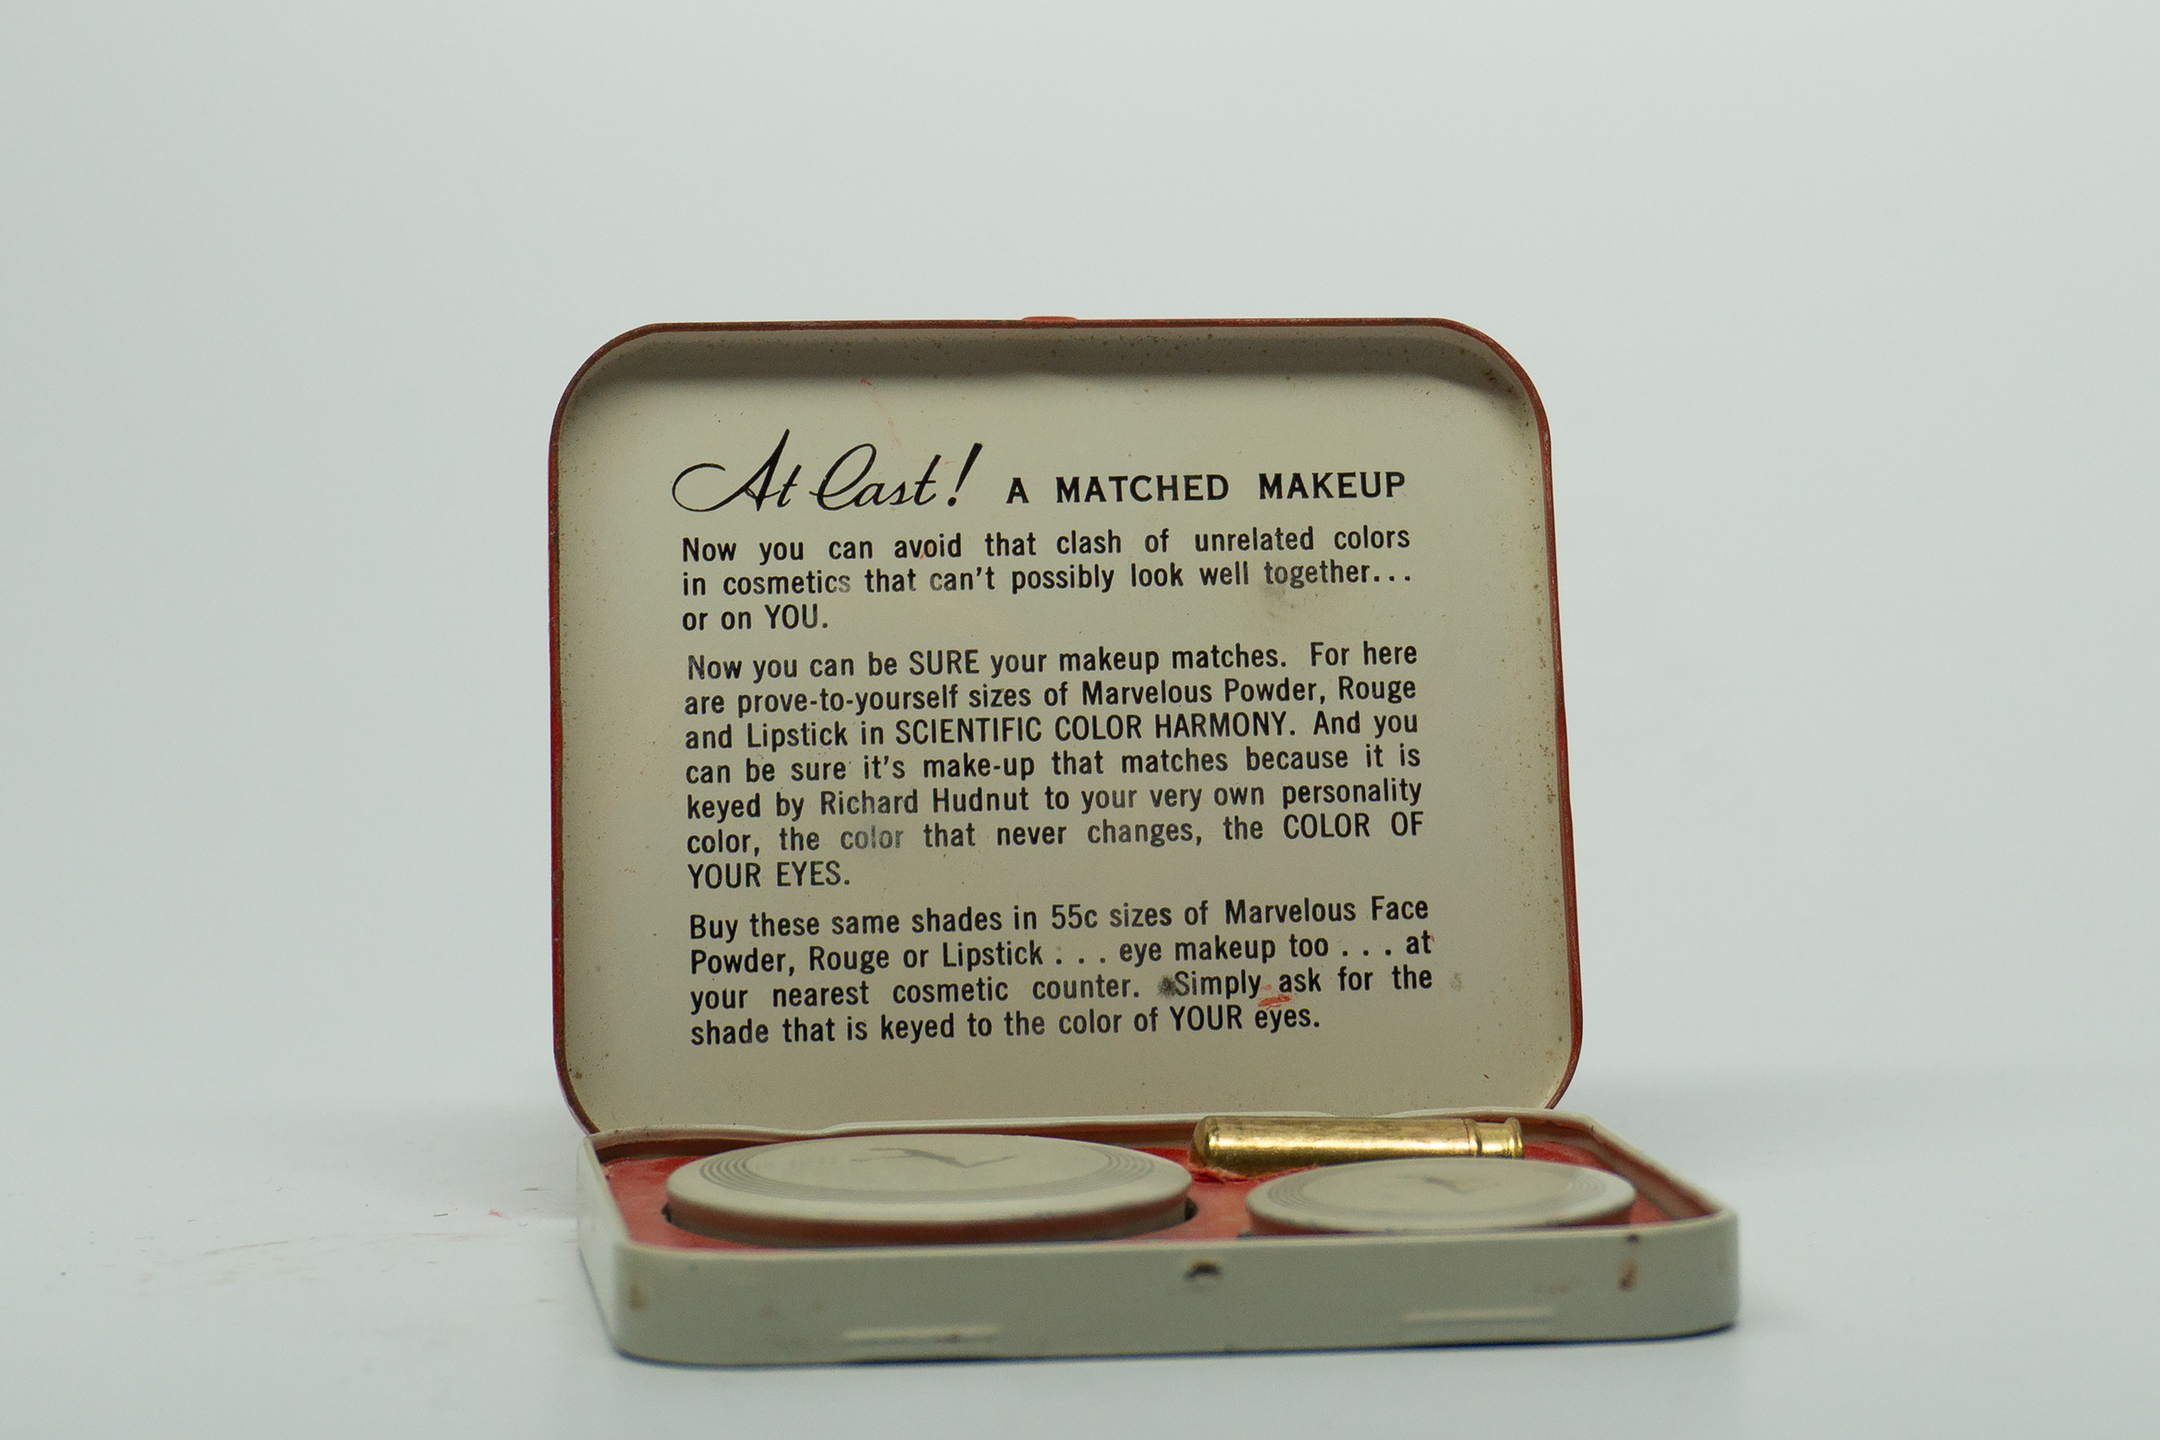 At Last! A MATCHED MAKEUP
Now you can avoid that clash of unrelated colors
in cosmetics that can't possibly look well together...
or on YOU.
Now you can be SURE your makeup matches. For here
are prove-to-yourself sizes of Marvelous Powder, Rouge
and Lipstick in SCIENTIFIC COLOR HARMONY. And you
can be sure it's make-up that matches because it is
keyed by Richard Hudnut to your very own personality
color, the color that never changes, the COLOR OF
YOUR EYES.
Buy these same shades in 55c sizes of Marvelous Face
Powder, Rouge or Lipstick . . . eye makeup too . . . at
your nearest cosmetic counter. Simply ask for the
shade that is keyed to the color of YOUR eyes.